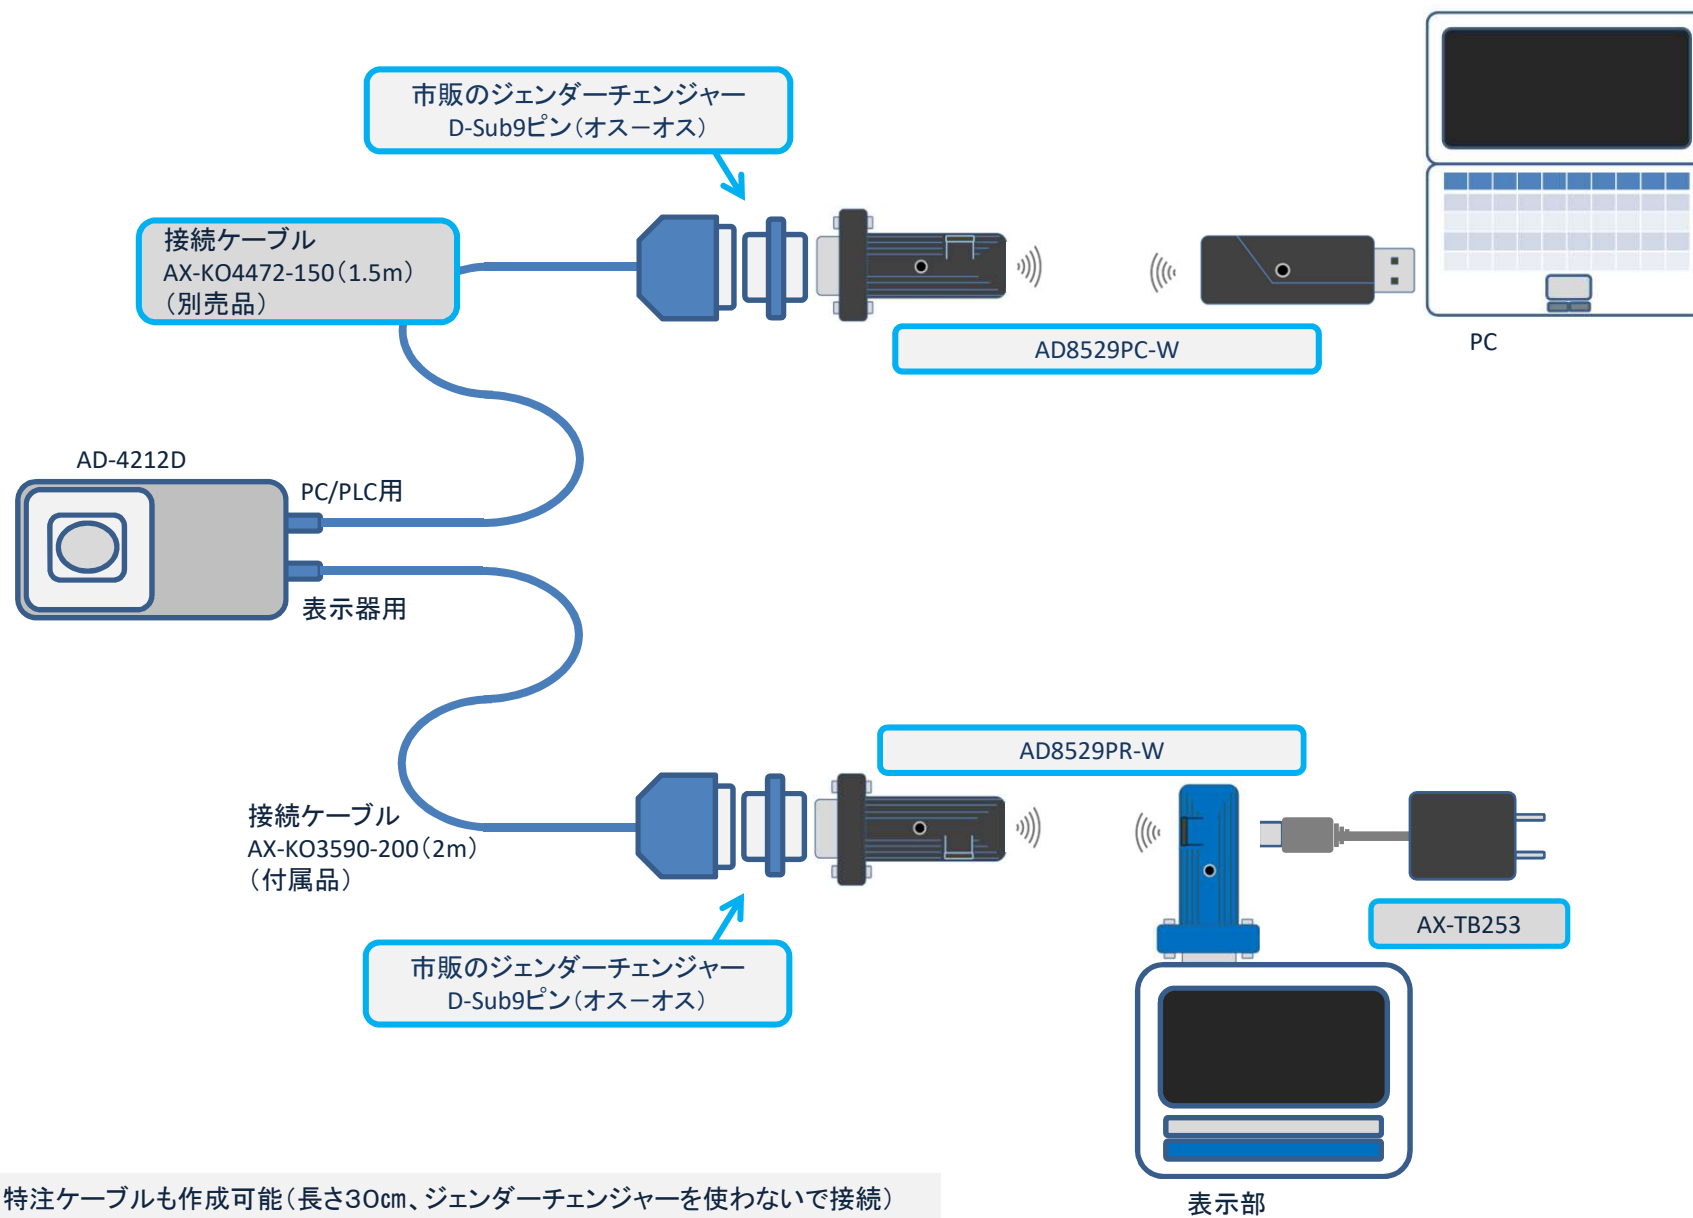 市販のジェンダーチェンジャー
D-Sub9ピン（オス－オス）
接続ケーブル
AX-KO4472-150（1.5m）
（別売品）
AD8529PC-W
PC
AD-4212D
PC/PLC用
表示器用
AD8529PR-W
接続ケーブル
AX-KO3590-200（2m）
（付属品）
AX-TB253
市販のジェンダーチェンジャー
D-Sub9ピン（オス－オス）
表示部
特注ケーブルも作成可能（長さ30㎝、ジェンダーチェンジャーを使わないで接続）